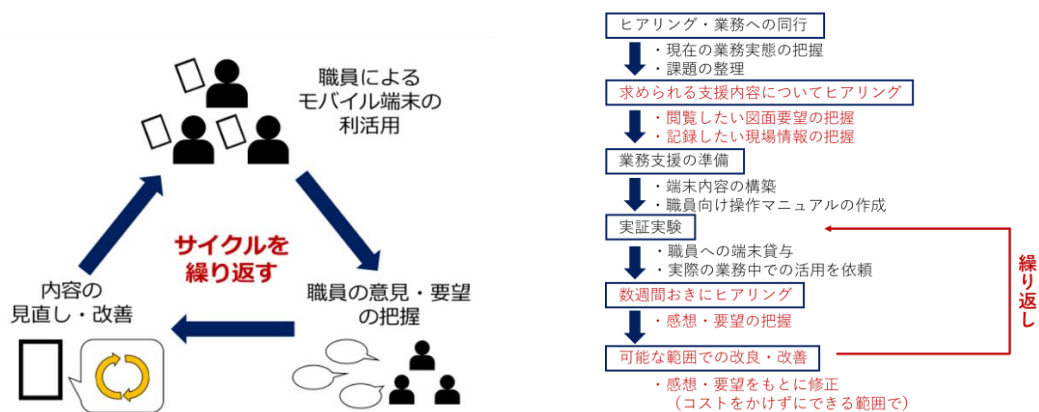 職員による
モバイル端末の
利活用
サイクルを
繰り返す
内容の
見直し・改善
職員の意見・要望
の把握
ヒアリング・業務への同行
・現在の業務実態の把握
・課題の整理
求められる支援内容についてヒアリング
・閲覧したい図面要望の把握
・記録したい現場情報の把握
業務支援の準備
・端末内容の構築
・職員向け操作マニュアルの作成
実証実験
・職員への端末貸与
・実際の業務中での活用を依頼
数週間おきにヒアリング
・感想・要望の把握
可能な範囲での改良・改善
・感想・要望をもとに修正
（コストをかけずにできる範囲で）
繰り返し